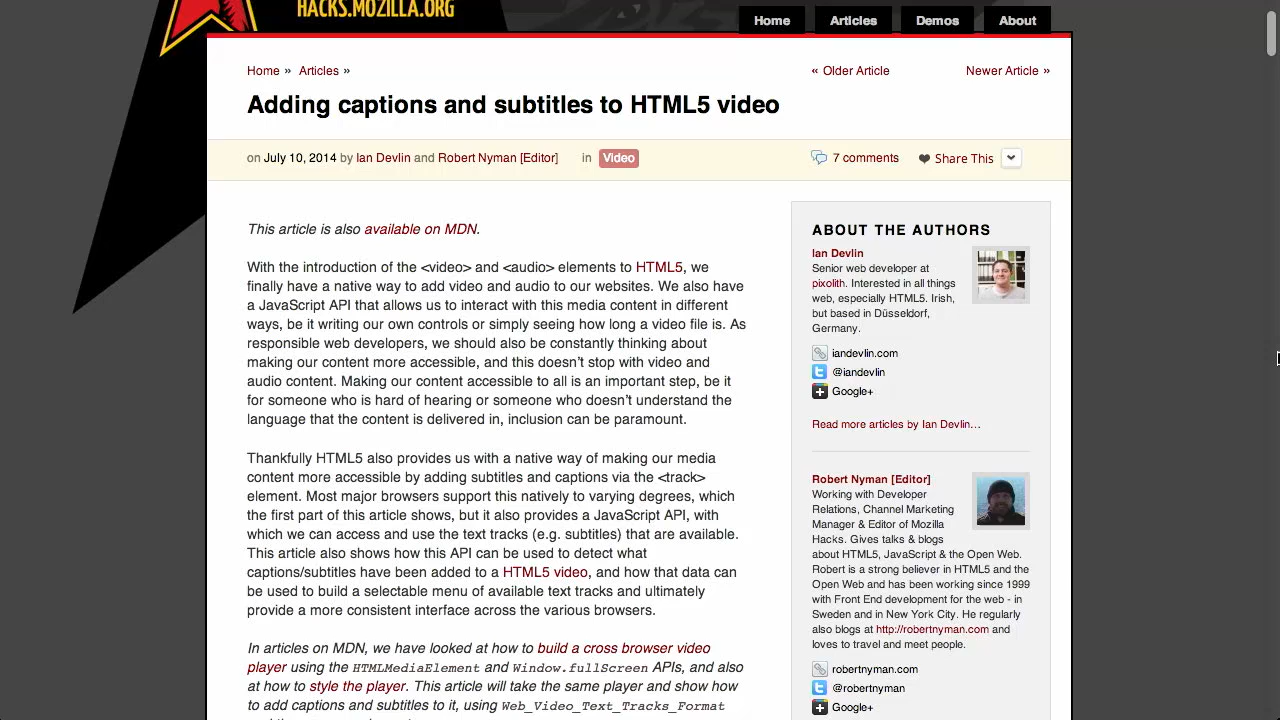 HACKS.MOZILLA.ORG
Home Articles Demos About
Home » Articles »
« Older Article Newer Article »
Adding captions and subtitles to HTML5 video
on July 10, 2014 by Ian Devlin and Robert Nyman [Editor] in Video
7 comments Share This
This article is also available on MDN.
With the introduction of the <video> and <audio> elements to HTML5, we
finally have a native way to add video and audio to our websites. We also have
a JavaScript API that allows us to interact with this media content in different
ways, be it writing our own controls or simply seeing how long a video file is. As
responsible web developers, we should also be constantly thinking about
making our content more accessible, and this doesn’t stop with video and
audio content. Making our content accessible to all is an important step, be it
for someone who is hard of hearing or someone who doesn’t understand the
language that the content is delivered in, inclusion can be paramount.
Thankfully HTML5 also provides us with a native way of making our media
content more accessible by adding subtitles and captions via the <track>
element. Most major browsers support this natively to varying degrees, which
the first part of this article shows, but it also provides a JavaScript API, with
which we can access and use the text tracks (e.g. subtitles) that are available.
This article also shows how this API can be used to detect what
captions/subtitles have been added to a HTML5 video, and how that data can
be used to build a selectable menu of available text tracks and ultimately
provide a more consistent interface across the various browsers.
In articles on MDN, we have looked at how to build a cross browser video
player using the HTMLMediaElement and Window.fullScreen APIs, and also
at how to style the player. This article will take the same player and show how
to add captions and subtitles to it, using Web_Video_Text_Tracks_Format
ABOUT THE AUTHORS
Ian Devlin
Senior web developer at
pixolith. Interested in all things
web, especially HTML5. Irish,
but based in Düsseldorf,
Germany.
iandevlin.com
@iandevlin
Google+
Read more articles by Ian Devlin…
Robert Nyman [Editor]
Working with Developer
Relations, Channel Marketing
Manager & Editor of Mozilla
Hacks. Gives talks & blogs
about HTML5, JavaScript & the Open Web.
Robert is a strong believer in HTML5 and the
Open Web and has been working since 1999
with Front End development for the web - in
Sweden and in New York City. He regularly
also blogs at http://robertnyman.com and
loves to travel and meet people.
robertnyman.com
@robertnyman
Google+